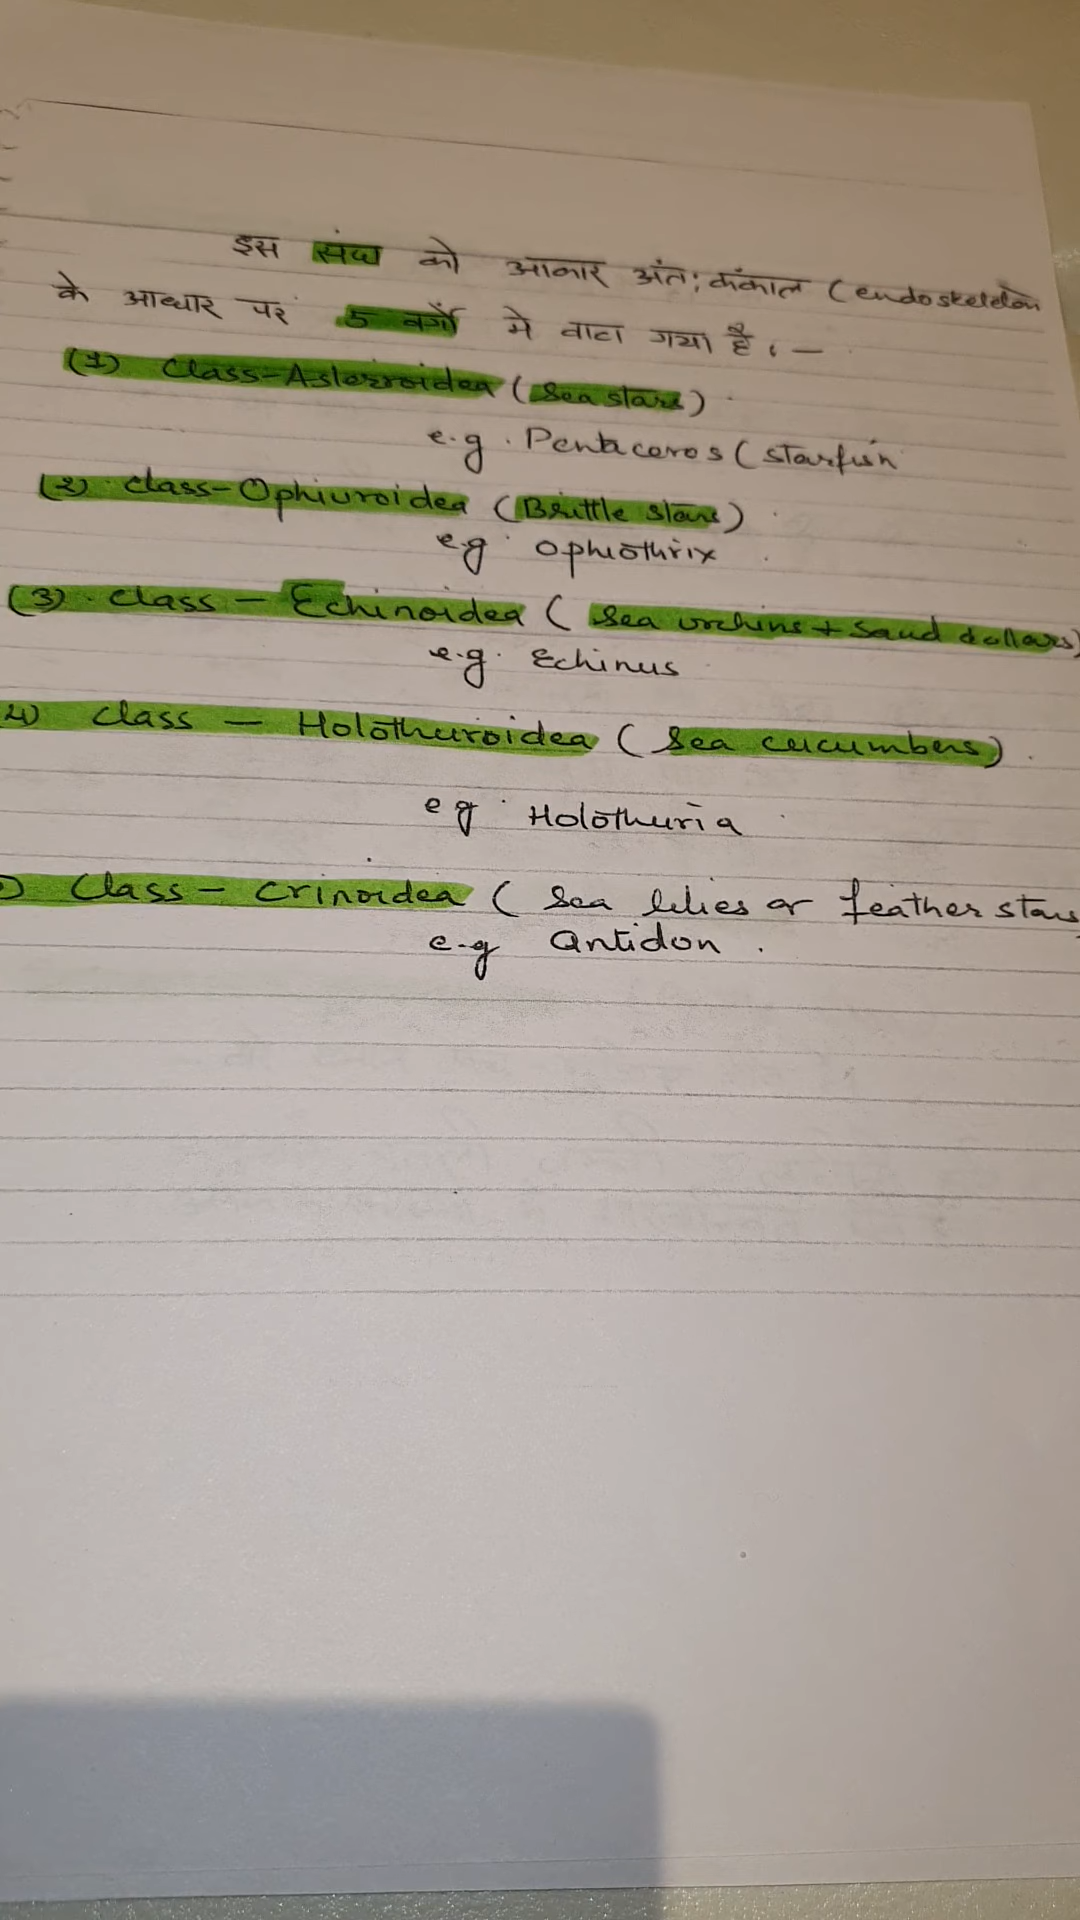 इस संघ को आकार अंत:कंकाल (endoskeleton
के आधार पर 5 वर्गों मे वाटा गया है। —
(1) Class-Asteroidea (Sea stars)
e.g. Pentaceros (starfish
(2) class-Ophiuroidea (Brittle stars)
e.g. Ophiothrix
(3) class — Echinoidea ( Sea urchins + Sand dollars)
e.g. Echinus
4) class — Holothuroidea ( Sea cucumbers)
eg Holothuria
) Class — Crinoidea ( Sea lilies or feather stars
e-g Antidon .